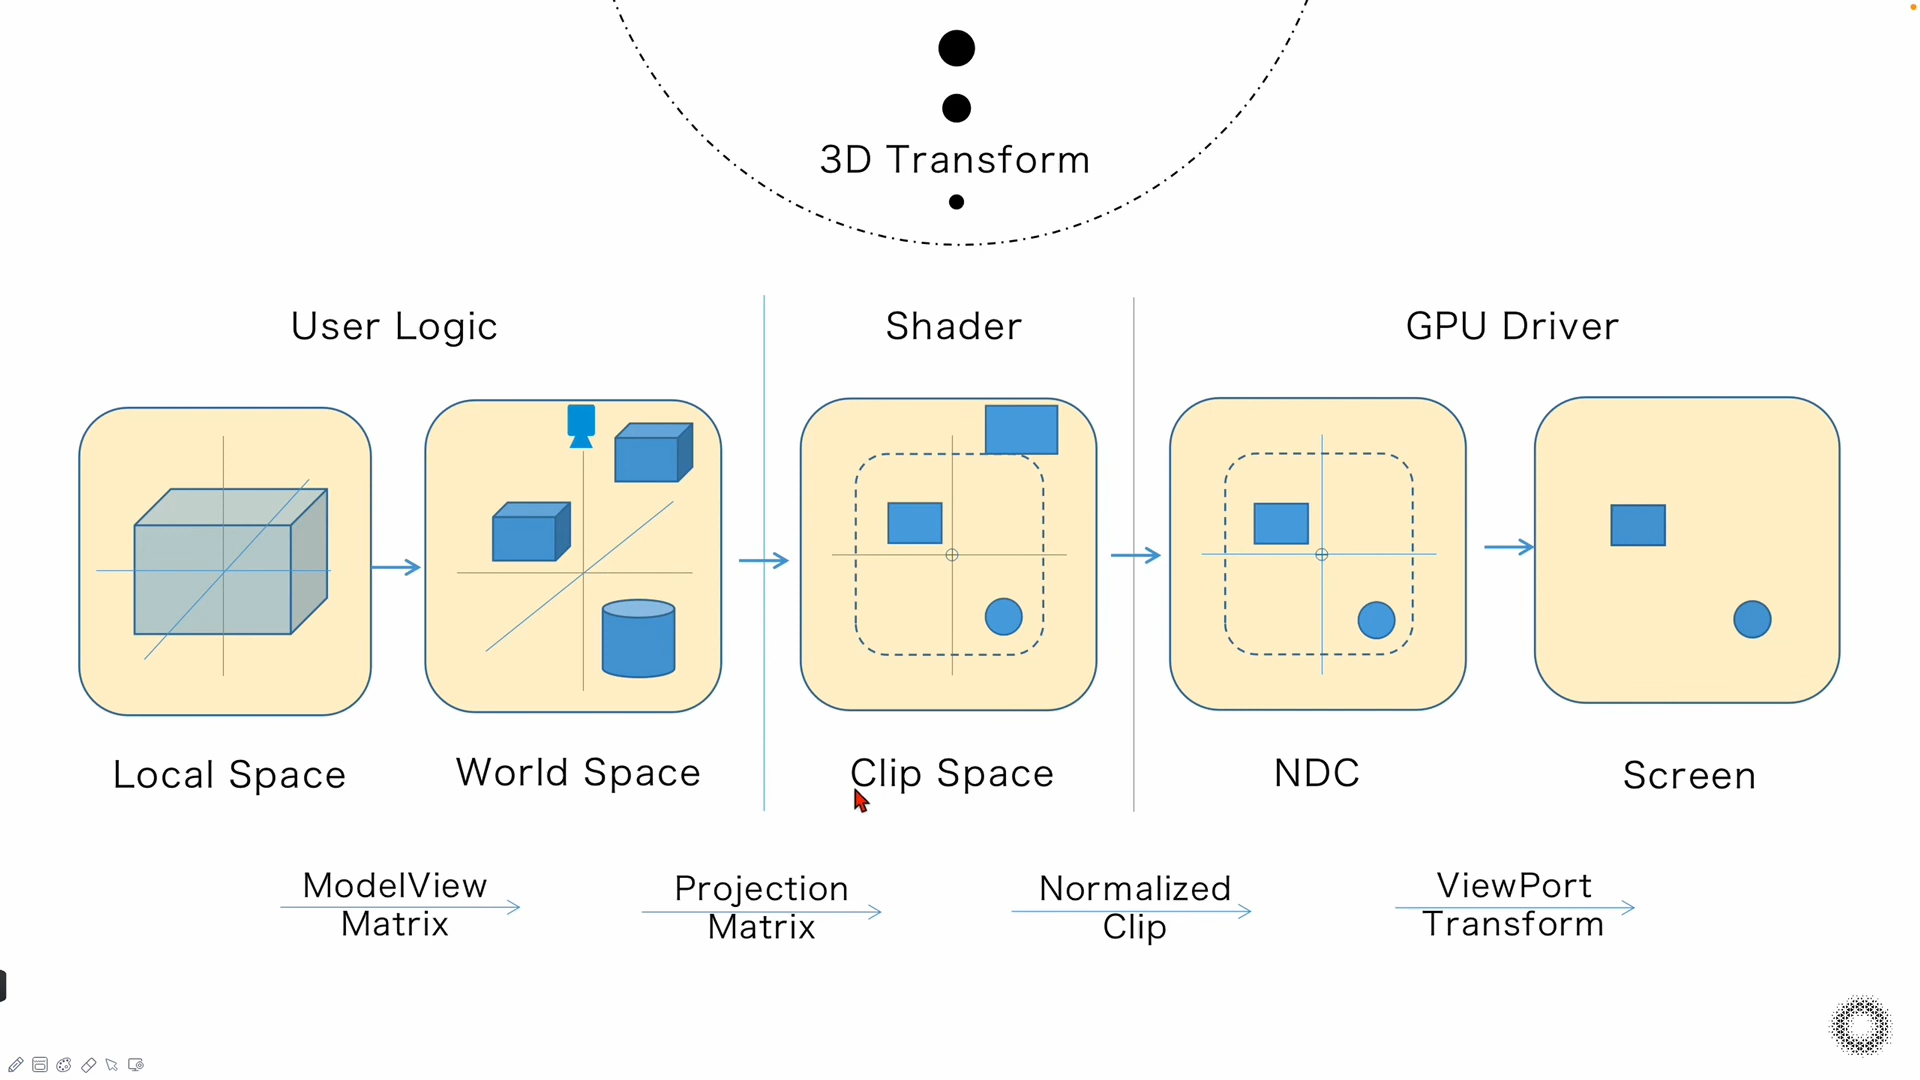 3D Transform
User Logic
Shader
GPU Driver
Local Space
World Space
Clip Space
NDC
Screen
ModelView
Matrix
Projection
Matrix
Normalized
Clip
ViewPort
Transform